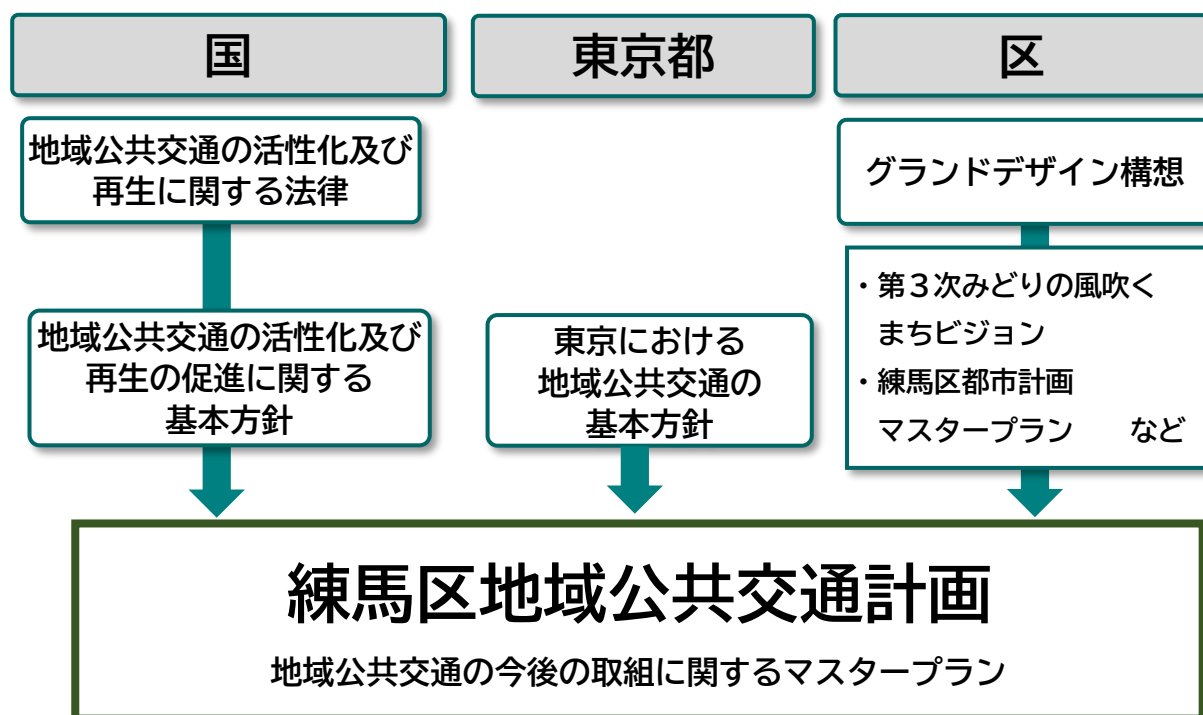 国
東京都
区
地域公共交通の活性化及び
再生に関する法律
グランドデザイン構想
地域公共交通の活性化及び
再生の促進に関する
基本方針
東京における
地域公共交通の
基本方針
・第３次みどりの風吹く
まちビジョン
・練馬区都市計画
マスタープラン　　など
練馬区地域公共交通計画
地域公共交通の今後の取組に関するマスタープラン